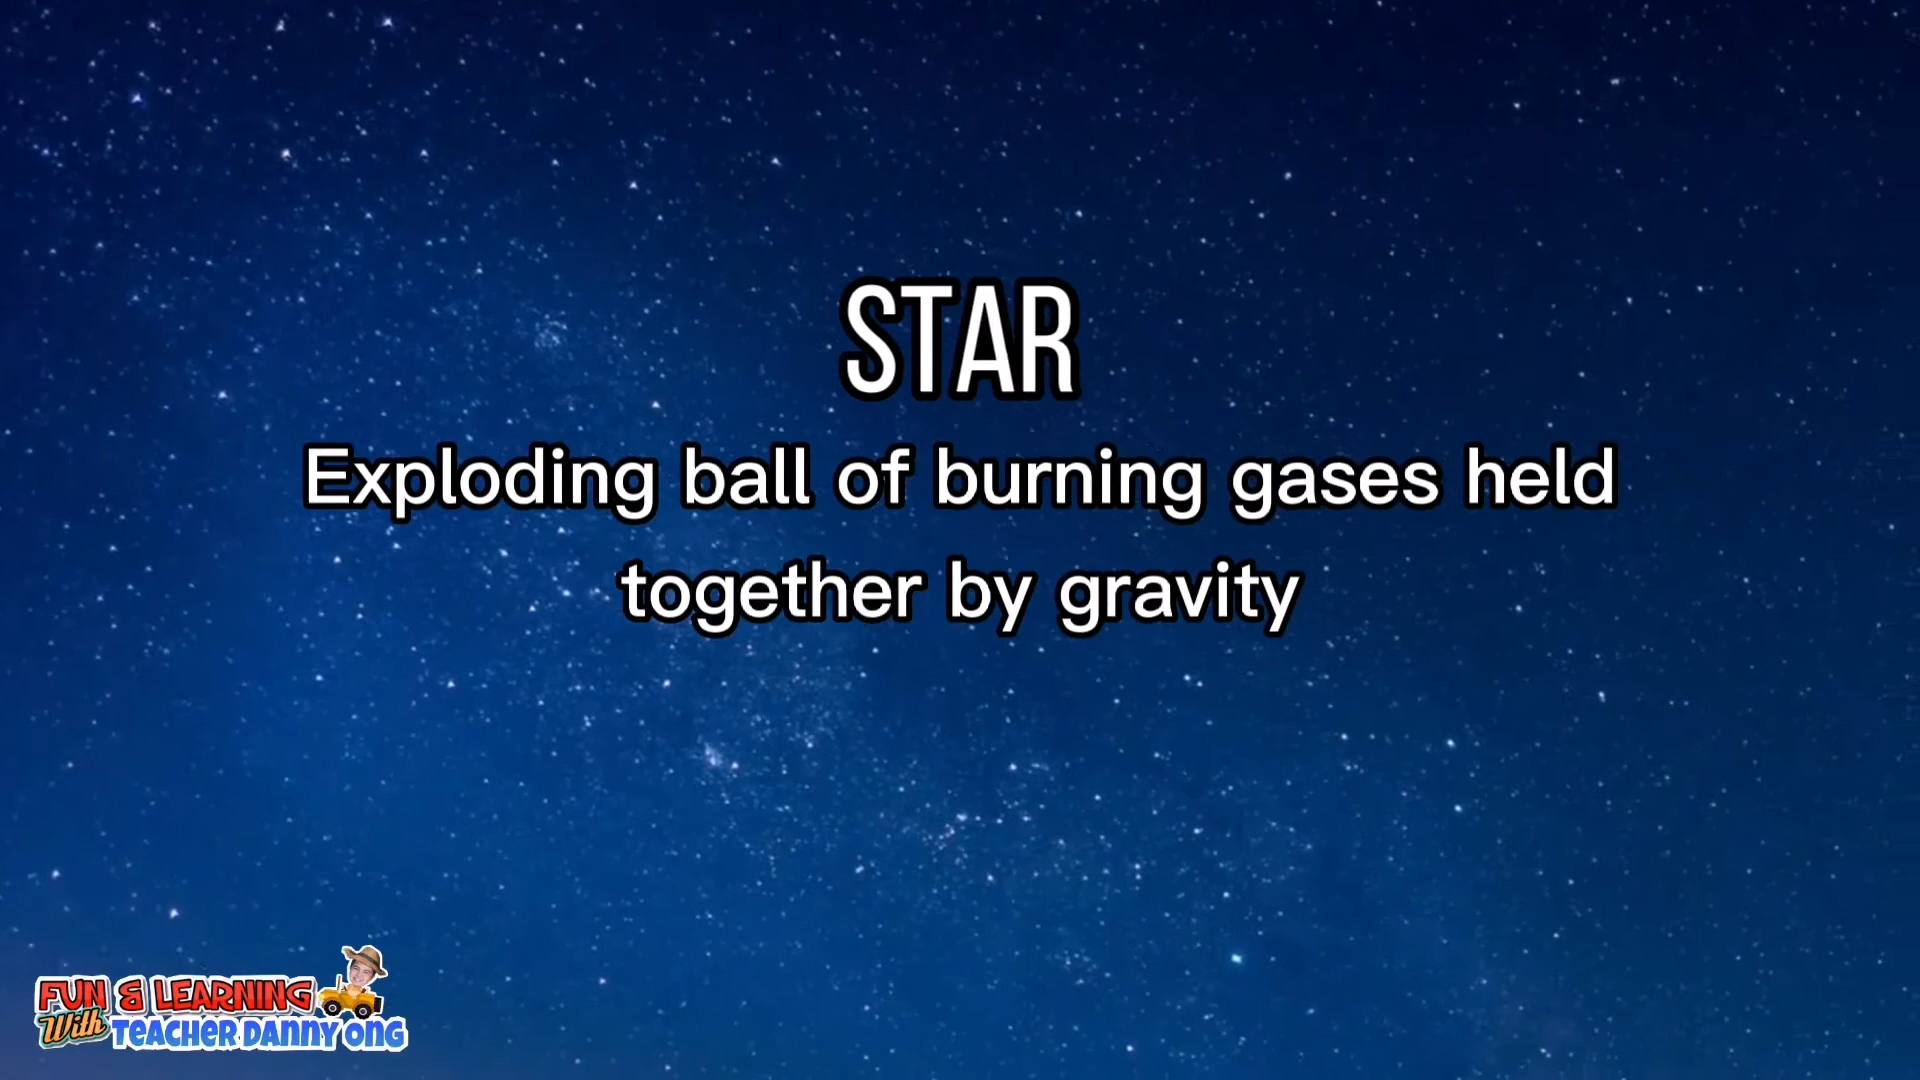 STAR
Exploding ball of burning gases held
together by gravity
FUN & LEARNING
With TEACHER DANNY ONG